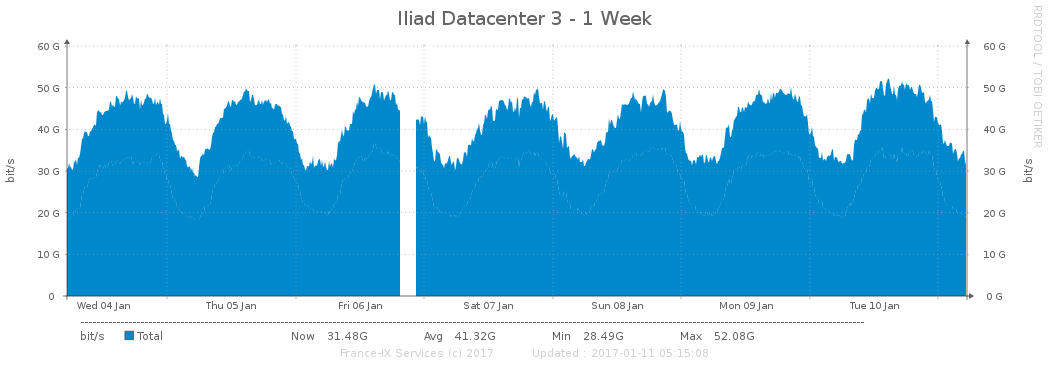 Iliad Datacenter 3 - 1 Week
RRDTOOL / TOBI OETIKER
60 G 60 G
50 G 50 G
40 G 40 G
30 G 30 G
20 G 20 G
10 G 10 G
0 0 G
bit/s bit/s
Wed 04 Jan Thu 05 Jan Fri 06 Jan Sat 07 Jan Sun 08 Jan Mon 09 Jan Tue 10 Jan
bit/s Total Now 31.48G Avg 41.32G Min 28.49G Max 52.08G
France-IX Services (c) 2017 Updated : 2017-01-11 05:15:08